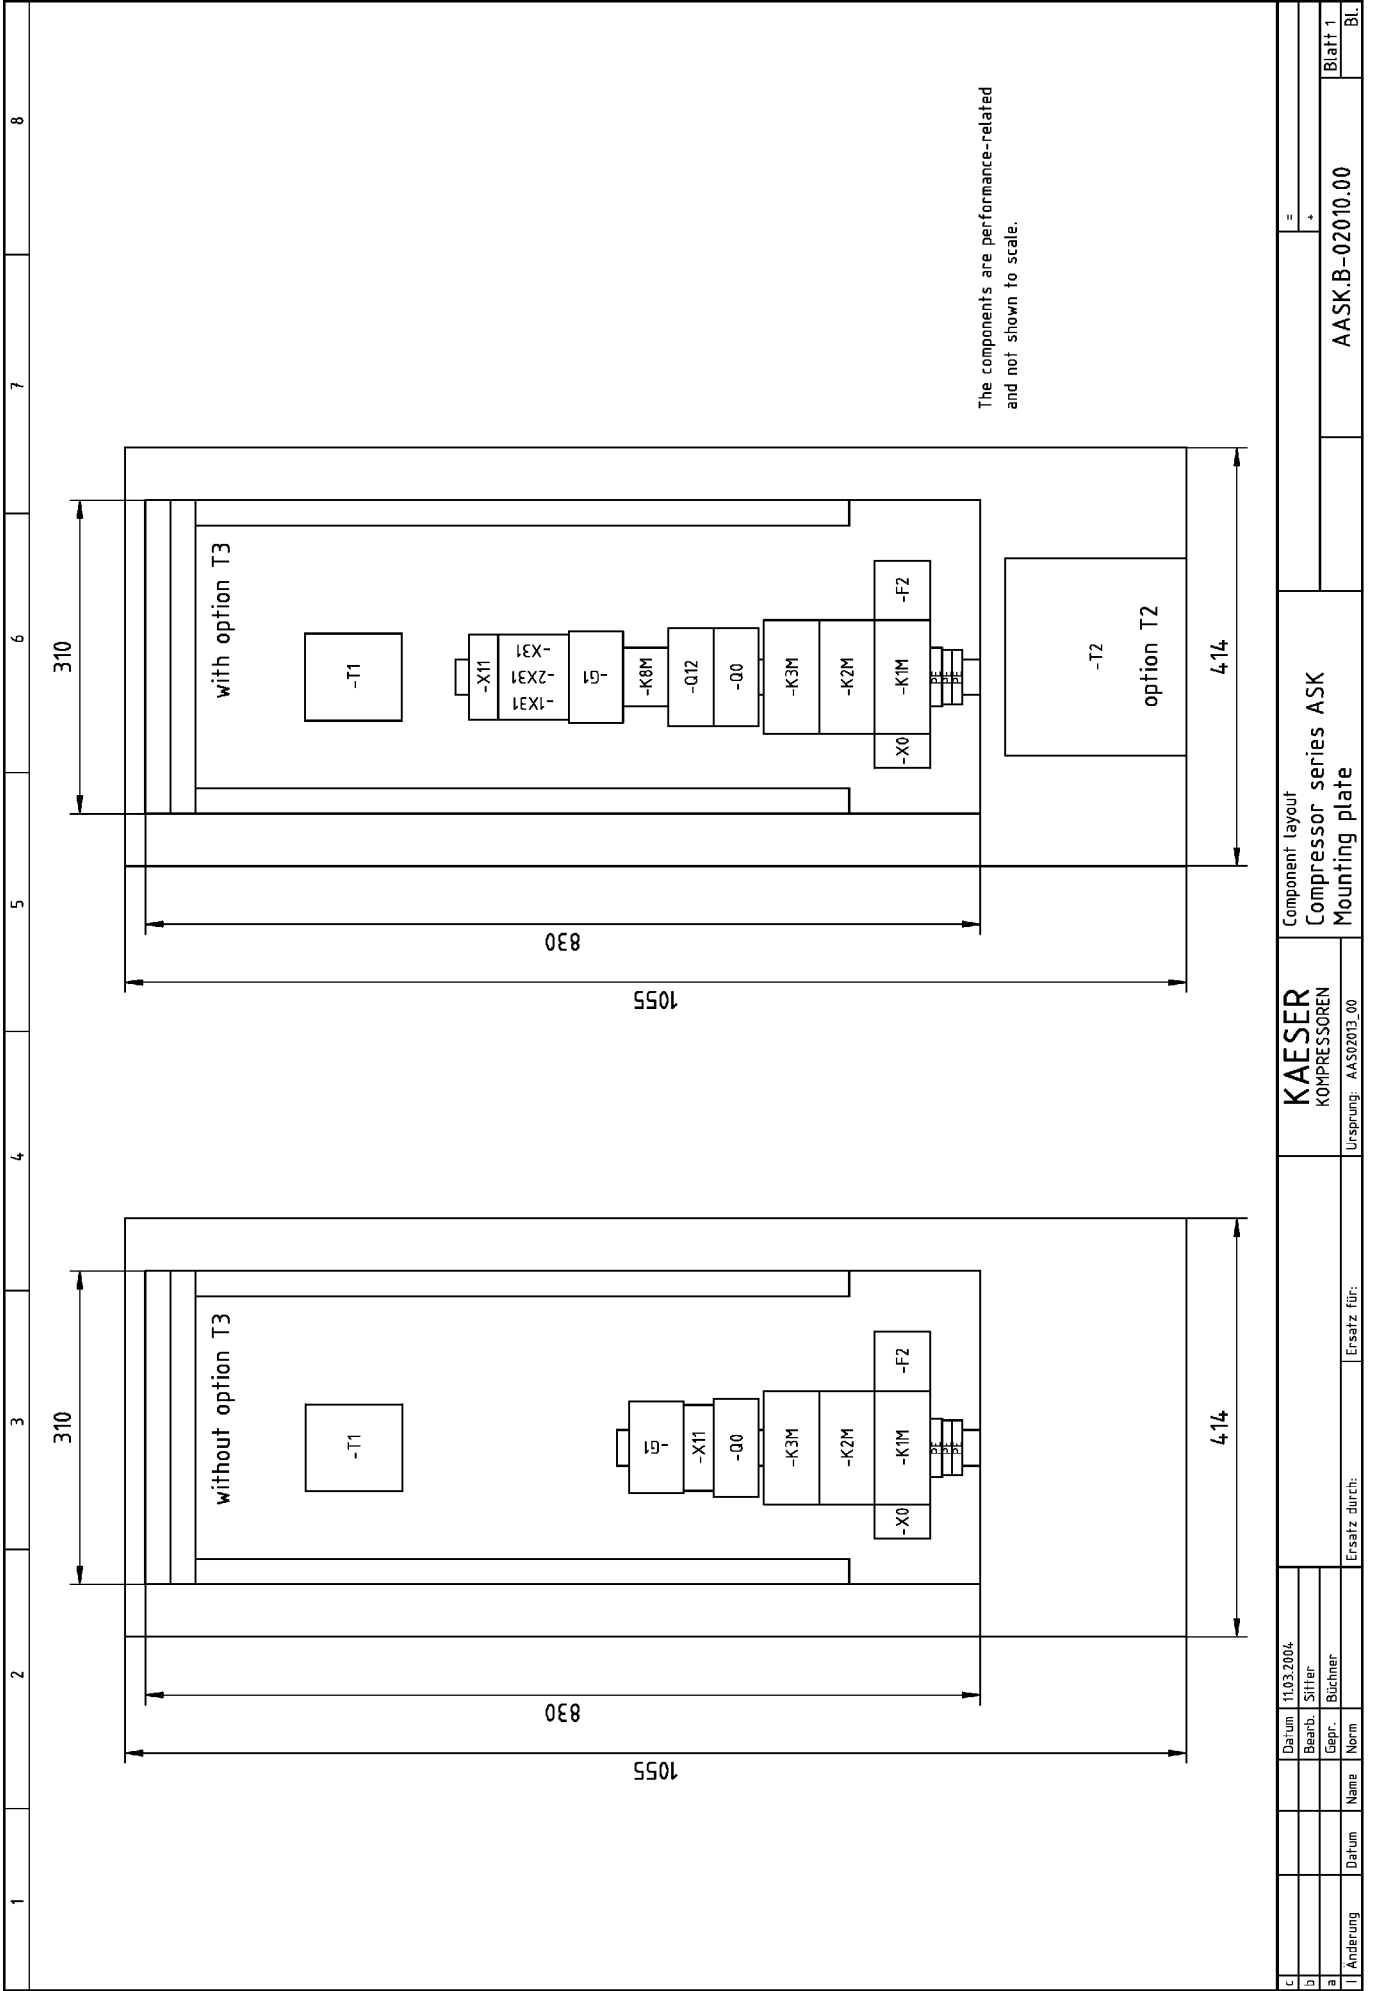 1
2
3
4
5
6
7
8
310
310
without option T3
with option T3
-T1
-G1
-X11
-Q0
-K3M
-K2M
-K1M
-X0
-F2
PE
PE
PE
830
1055
414
-T1
-X11
-1X31
-2X31
-X31
-G1
-K8M
-Q12
-Q0
-K3M
-K2M
-K1M
-X0
-F2
PE
PE
PE
830
1055
-T2
option T2
414
The components are performance-related
and not shown to scale.
c
b
a
Änderung
Datum
Name
Datum 11.03.2004
Bearb. Sitter
Gepr. Büchner
Norm
Ersatz durch:
Ersatz für:
KAESER
KOMPRESSOREN
Ursprung: AAS02013_00
Component layout
Compressor series ASK
Mounting plate
=
+
AASK.B-02010.00
Blatt 1
Bl.